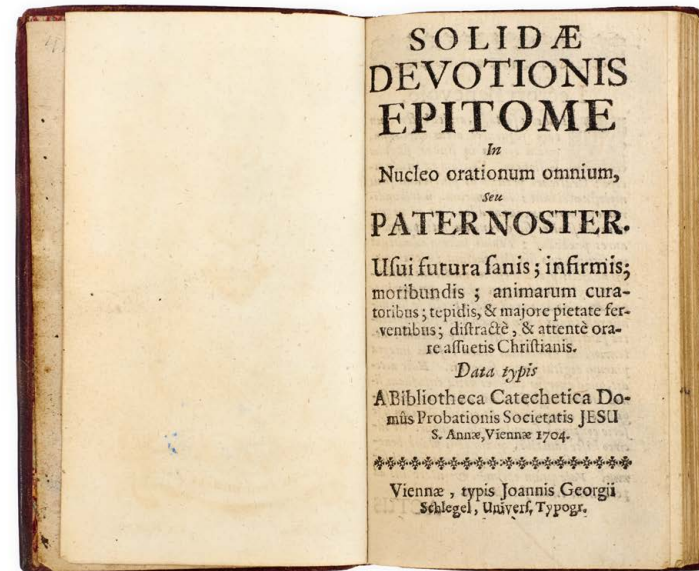 SOLIDÆ
DEVOTIONIS
EPITOME
In
Nucleo orationum omnium,
Seu
PATER NOSTER.
Uſui futura ſanis; infirmis;
moribundis ; animarum cura-
toribus; tepidis, & majore pietate fer-
ventibus; diſtractè, & attentè ora-
re aſſuetis Chriſtianis.
Data typis
A Bibliotheca Catechetica Do-
mûs Probationis Societatis JESU
S. Annæ, Viennæ 1704.
Viennæ, typis Joannis Georgii
Schlegel, Univerſ. Typogr.